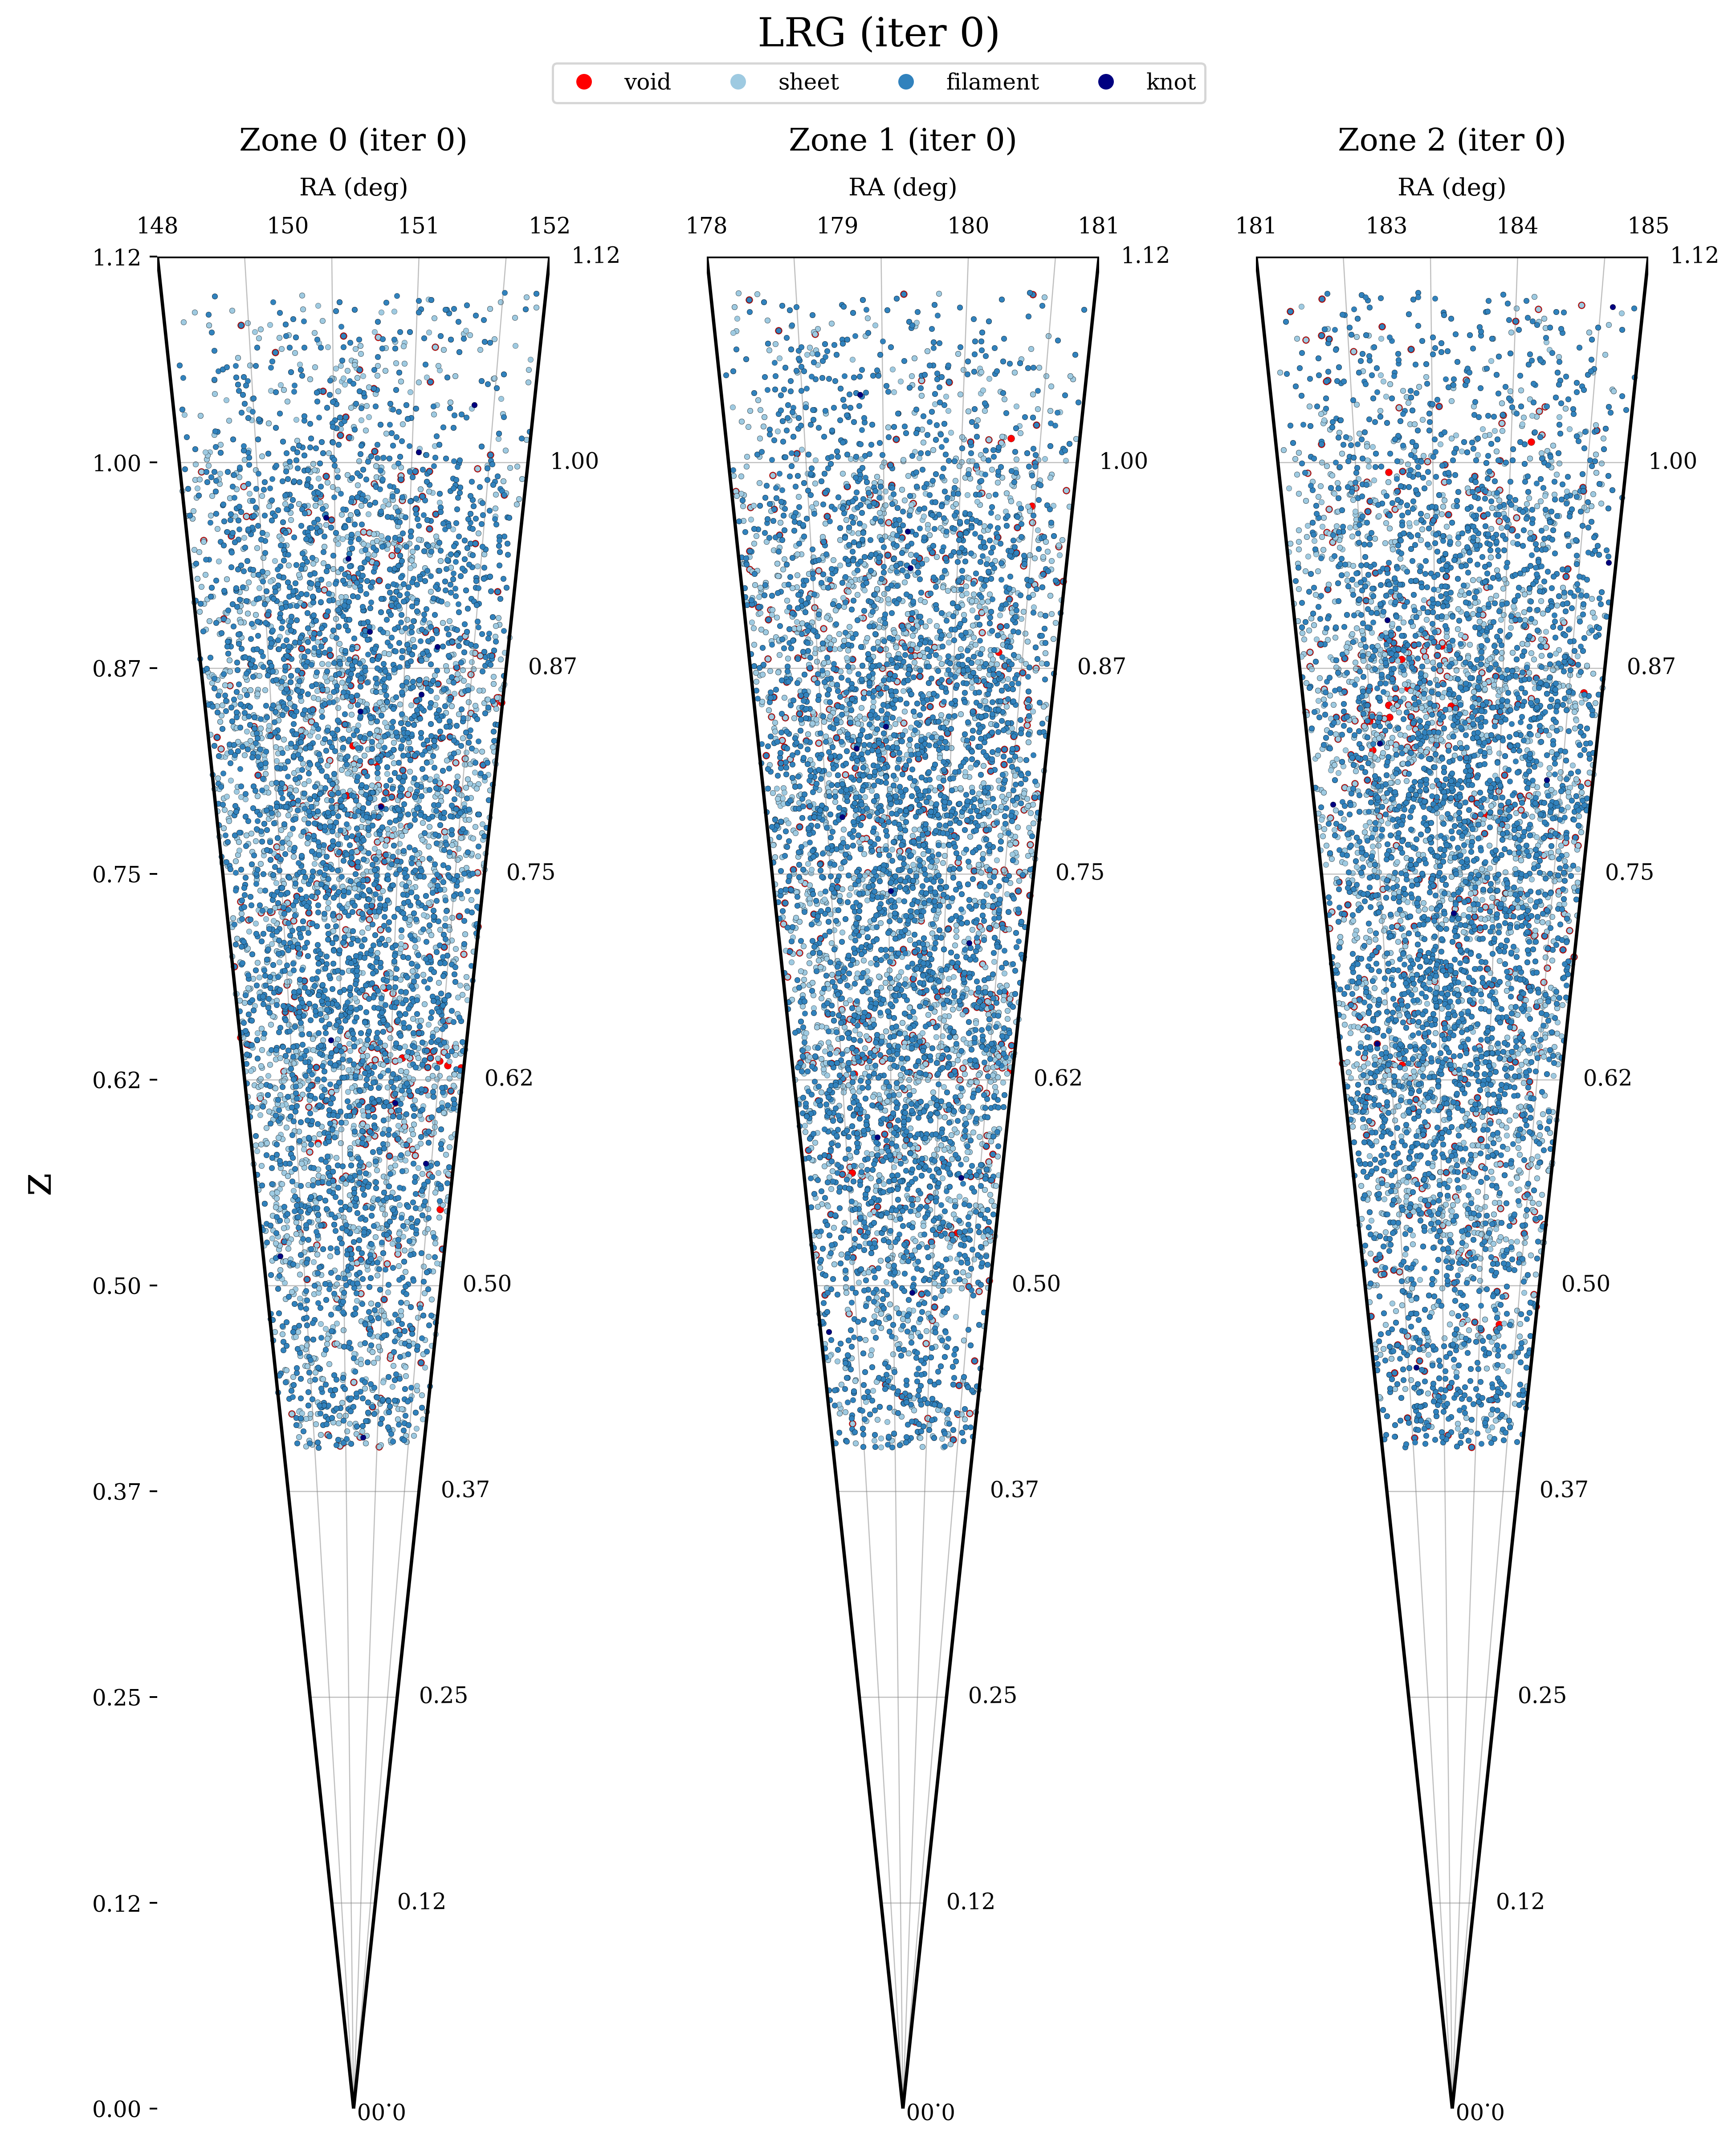 LRG (iter 0)
void sheet filament knot
Zone 0 (iter 0) Zone 1 (iter 0) Zone 2 (iter 0)
RA (deg) RA (deg) RA (deg)
148 150 151 152 178 179 180 181 181 183 184 185
1.12 1.12 1.12 1.12
1.00 1.00 1.00 1.00
0.87 0.87 0.87 0.87
0.75 0.75 0.75 0.75
0.62 0.62 0.62 0.62
Z
0.50 0.50 0.50 0.50
0.37 0.37 0.37 0.37
0.25 0.25 0.25 0.25
0.12 0.12 0.12 0.12
0.00 0.00 0.00 0.00